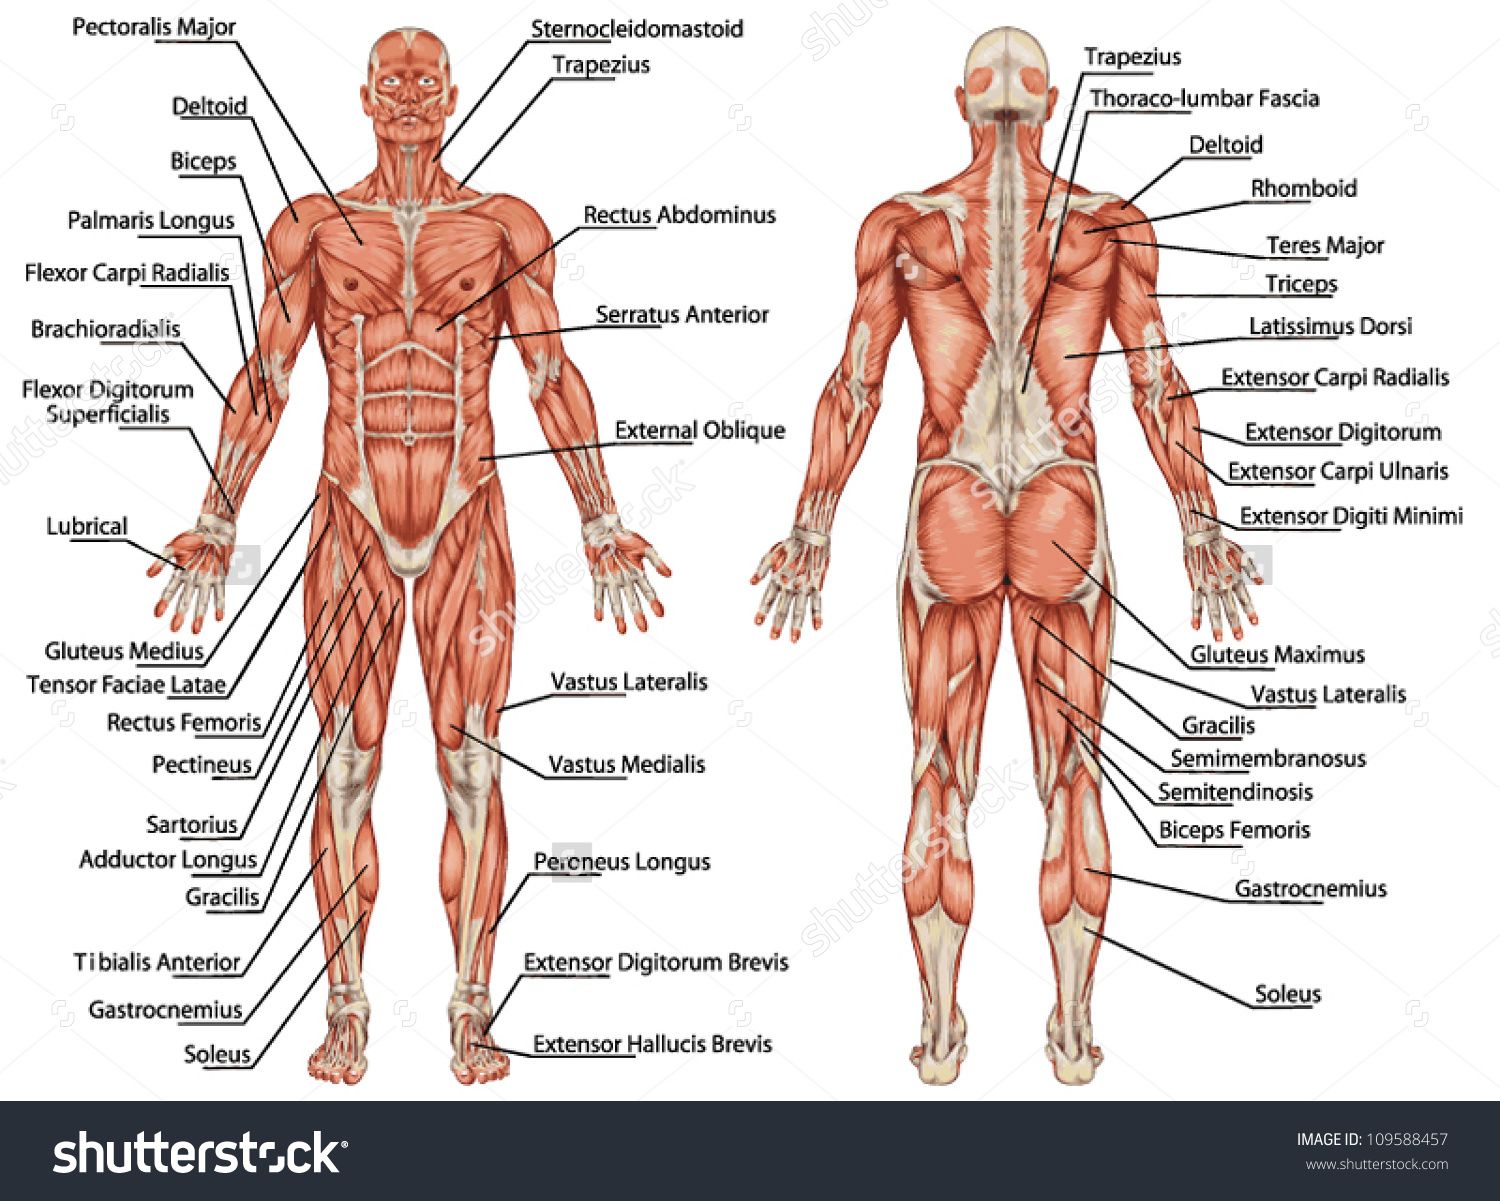 Pectoralis Major
Deltoid
Biceps
Palmaris Longus
Flexor Carpi Radialis
Brachioradialis
Flexor Digitorum
Superficialis
Lubrical
Gluteus Medius
Tensor Faciae Latae
Rectus Femoris
Pectineus
Sartorius
Adductor Longus
Gracilis
Tibialis Anterior
Gastrocnemius
Soleus
Sternocleidomastoid
Trapezius
Rectus Abdominus
Serratus Anterior
External Oblique
Vastus Lateralis
Vastus Medialis
Peroneus Longus
Extensor Digitorum Brevis
Extensor Hallucis Brevis
Trapezius
Thoraco-lumbar Fascia
Deltoid
Rhomboid
Teres Major
Triceps
Latissimus Dorsi
Extensor Carpi Radialis
Extensor Digitorum
Extensor Carpi Ulnaris
Extensor Digiti Minimi
Gluteus Maximus
Vastus Lateralis
Gracilis
Semimembranosus
Semitendinosis
Biceps Femoris
Gastrocnemius
Soleus
shutterstock
shutterstock
shutterstock
shutterstock
shutterstock
IMAGE ID: 109588457
www.shutterstock.com